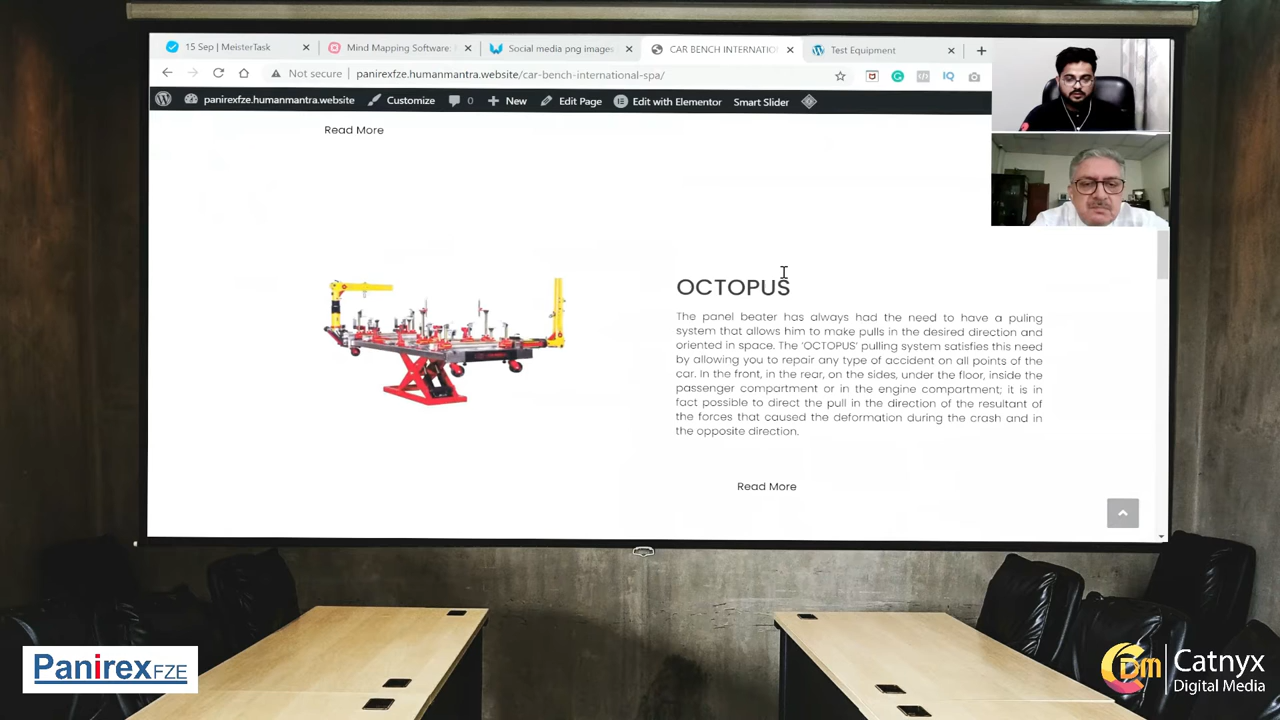 15 Sep | MeisterTask
Mind Mapping Software:
Social media png images
CAR BENCH INTERNATIO
Test Equipment
Not secure
panirexfze.humanmantra.website/car-bench-international-spa/
IQ
panirexfze.humanmantra.website
Customize
0
New
Edit Page
Edit with Elementor
Smart Slider
Read More
OCTOPUS
The panel beater has always had the need to have a puling
system that allows him to make pulls in the desired direction and
oriented in space. The 'OCTOPUS' pulling system satisfies this need
by allowing you to repair any type of accident on all points of the
car. In the front, in the rear, on the sides, under the floor, inside the
passenger compartment or in the engine compartment; it is in
fact possible to direct the pull in the direction of the resultant of
the forces that caused the deformation during the crash and in
the opposite direction.
Read More
Panirex FZE
CDm
Catnyx
Digital Media